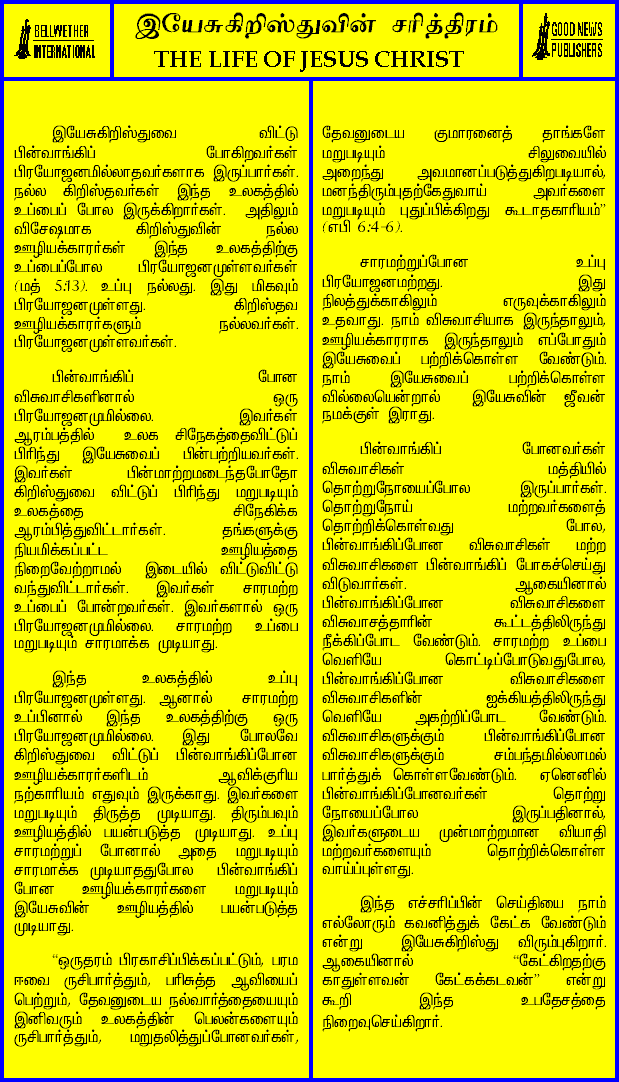 BELLWETHER
INTERNATIONAL
இயேசுகிறிஸ்துவின் சரித்திரம்
THE LIFE OF JESUS CHRIST
GOOD NEWS
PUBLISHERS
இயேசுகிறிஸ்துவை விட்டு
பின்வாங்கிப் போகிறவர்கள்
பிரயோஜனமில்லாதவர்களாக இருப்பார்கள்.
நல்ல கிறிஸ்தவர்கள் இந்த உலகத்தில்
உப்பைப் போல இருக்கிறார்கள். அதிலும்
விசேஷமாக கிறிஸ்துவின் நல்ல
ஊழியக்காரர்கள் இந்த உலகத்திற்கு
உப்பைப்போல பிரயோஜனமுள்ளவர்கள்
(மத் 5:13). உப்பு நல்லது. இது மிகவும்
பிரயோஜனமுள்ளது. கிறிஸ்தவ
ஊழியக்காரர்களும் நல்லவர்கள்.
பிரயோஜனமுள்ளவர்கள்.
பின்வாங்கிப் போன
விசுவாசிகளினால் ஒரு
பிரயோஜனமுமில்லை. இவர்கள்
ஆரம்பத்தில் உலக சிநேகத்தைவிட்டுப்
பிரிந்து இயேசுவைப் பின்பற்றியவர்கள்.
இவர்கள் பின்மாற்றமடைந்தபோதோ
கிறிஸ்துவை விட்டுப் பிரிந்து மறுபடியும்
உலகத்தை சிநேகிக்க
ஆரம்பித்துவிட்டார்கள். தங்களுக்கு
நியமிக்கப்பட்ட ஊழியத்தை
நிறைவேற்றாமல் இடையில் விட்டுவிட்டு
வந்துவிட்டார்கள். இவர்கள் சாரமற்ற
உப்பைப் போன்றவர்கள். இவர்களால் ஒரு
பிரயோஜனமுமில்லை. சாரமற்ற உப்பை
மறுபடியும் சாரமாக்க முடியாது.
இந்த உலகத்தில் உப்பு
பிரயோஜனமுள்ளது. ஆனால் சாரமற்ற
உப்பினால் இந்த உலகத்திற்கு ஒரு
பிரயோஜனமுமில்லை. இது போலவே
கிறிஸ்துவை விட்டுப் பின்வாங்கிப்போன
ஊழியக்காரர்களிடம் ஆவிக்குரிய
நற்காரியம் எதுவும் இருக்காது. இவர்களை
மறுபடியும் திருத்த முடியாது. திரும்பவும்
ஊழியத்தில் பயன்படுத்த முடியாது. உப்பு
சாரமற்றுப் போனால் அதை மறுபடியும்
சாரமாக்க முடியாததுபோல பின்வாங்கிப்
போன ஊழியக்காரர்களை மறுபடியும்
இயேசுவின் ஊழியத்தில் பயன்படுத்த
முடியாது.
“ஒருதரம் பிரகாசிப்பிக்கப்பட்டும், பரம
ஈவை ருசிபார்த்தும், பரிசுத்த ஆவியைப்
பெற்றும், தேவனுடைய நல்வார்த்தையையும்
இனிவரும் உலகத்தின் பெலன்களையும்
ருசிபார்த்தும், மறுதலித்துப்போனவர்கள்,
தேவனுடைய குமாரனைத் தாங்களே
மறுபடியும் சிலுவையில்
அறைந்து அவமானப்படுத்துகிறபடியால்,
மனந்திரும்புதற்கேதுவாய் அவர்களை
மறுபடியும் புதுப்பிக்கிறது கூடாதகாரியம்”
(எபி 6:4-6).
சாரமற்றுப்போன உப்பு
பிரயோஜனமற்றது. இது
நிலத்துக்காகிலும் எருவுக்காகிலும்
உதவாது. நாம் விசுவாசியாக இருந்தாலும்,
ஊழியக்காரராக இருந்தாலும் எப்போதும்
இயேசுவைப் பற்றிக்கொள்ள வேண்டும்.
நாம் இயேசுவைப் பற்றிக்கொள்ள
வில்லையென்றால் இயேசுவின் ஜீவன்
நமக்குள் இராது.
பின்வாங்கிப் போனவர்கள்
விசுவாசிகள் மத்தியில்
தொற்றுநோயைப்போல இருப்பார்கள்.
தொற்றுநோய் மற்றவர்களைத்
தொற்றிக்கொள்வது போல,
பின்வாங்கிப்போன விசுவாசிகள் மற்ற
விசுவாசிகளை பின்வாங்கிப் போகச்செய்து
விடுவார்கள். ஆகையினால்
பின்வாங்கிப்போன விசுவாசிகளை
விசுவாசத்தாரின் கூட்டத்திலிருந்து
நீக்கிப்போட வேண்டும். சாரமற்ற உப்பை
வெளியே கொட்டிப்போடுவதுபோல,
பின்வாங்கிப்போன விசுவாசிகளை
விசுவாசிகளின் ஐக்கியத்திலிருந்து
வெளியே அகற்றிப்போட வேண்டும்.
விசுவாசிகளுக்கும் பின்வாங்கிப்போன
விசுவாசிகளுக்கும் சம்பந்தமில்லாமல்
பார்த்துக் கொள்ளவேண்டும். ஏனெனில்
பின்வாங்கிப்போனவர்கள் தொற்று
நோயைப்போல இருப்பதினால்,
இவர்களுடைய முன்மாற்றமான வியாதி
மற்றவர்களையும் தொற்றிக்கொள்ள
வாய்ப்புள்ளது.
இந்த எச்சரிப்பின் செய்தியை நாம்
எல்லோரும் கவனித்துக் கேட்க வேண்டும்
என்று இயேசுகிறிஸ்து விரும்புகிறார்.
ஆகையினால் “கேட்கிறதற்கு
காதுள்ளவன் கேட்கக்கடவன்” என்று
கூறி இந்த உபதேசத்தை
நிறைவுசெய்கிறார்.